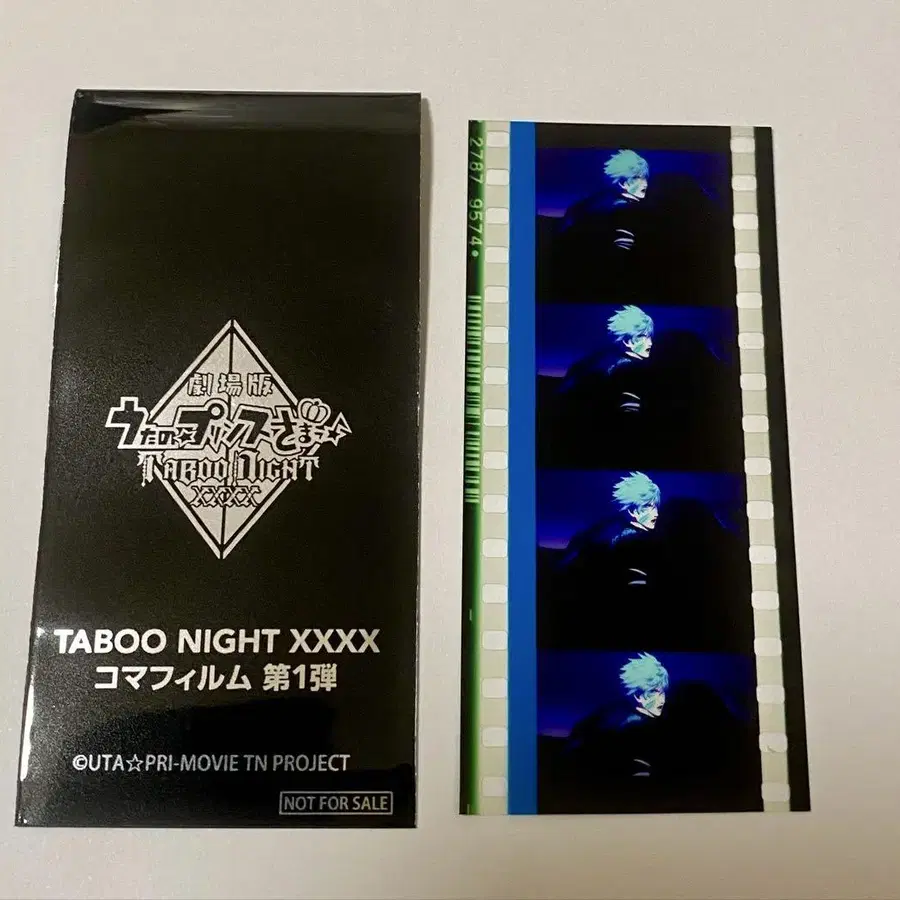 劇場版
うたの☆プリンスさまっ♪
TABOO NIGHT
XXXX
TABOO NIGHT XXXX
コマフィルム 第1弾
©UTA☆PRI-MOVIE TN PROJECT
NOT FOR SALE
2787 9574